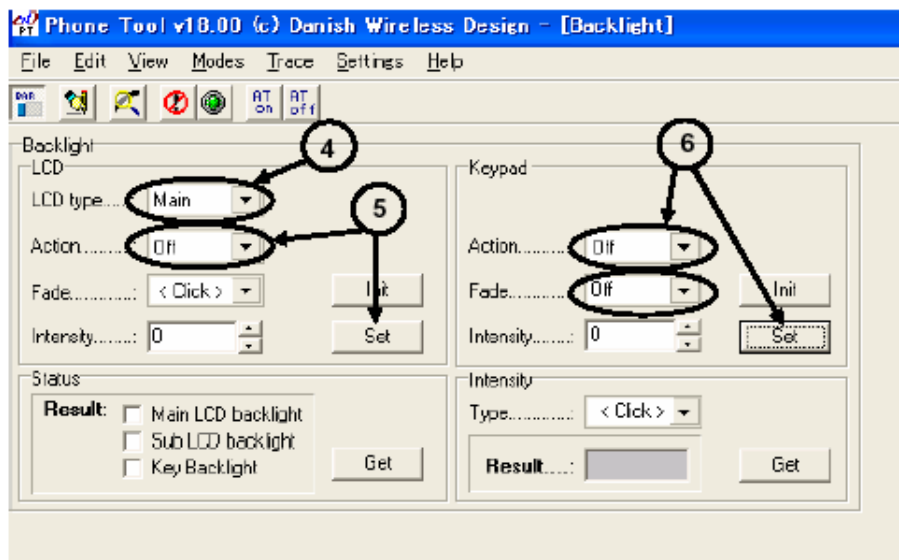 Phone Tool v18.00 (c) Danish Wireless Design - [Backlight]
File Edit View Modes Trace Settings Help
DAR
AT on
AT off
4
6
Backlight
LCD
LCD type....: Main
5
Action........: Off
Fade............: < Click > Init
Intensity.......: 0 Set
Keypad
Action..........: Off
Fade............: Off Init
Intensity........: 0 Set
Status
Result: Main LCD backlight
Sub LCD backlight
Key Backlight
Get
Intensity
Type............: < Click >
Result.....: Get